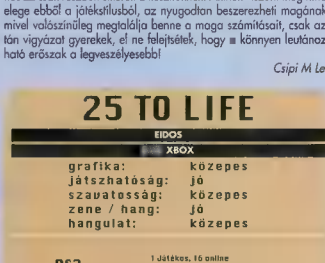 elege ebből a játékstílusból, az nyugodtan beszerezheti magának
mivel valószínűleg megtalálja benne a maga számításait, csak az
tán vigyázat gyerekek, el ne felejtsétek, hogy a könnyen leutánoz
ható erőszak a legveszélyesebb!
Csipi M Le
25 TO LIFE
EIDOS
XBOX
grafika: közepes
játszhatóság: jó
szavatosság: közepes
zene / hang: jó
hangulat: közepes
1 Játékos, 16 online